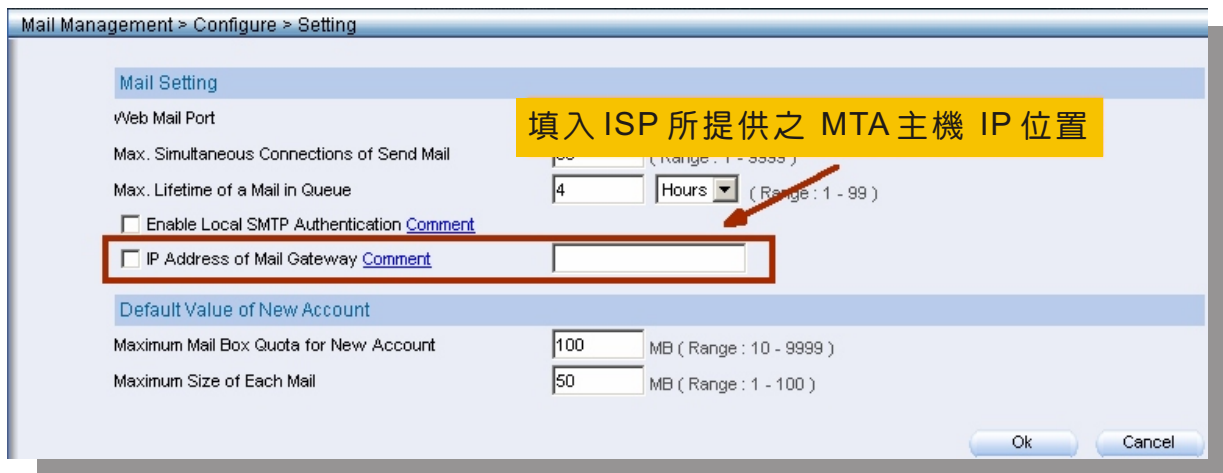 Mail Management > Configure > Setting
Mail Setting
Web Mail Port
填入 ISP 所提供之 MTA 主機 IP 位置
Max. Simultaneous Connections of Send Mail ( Range : 1 - 9999 )
Max. Lifetime of a Mail in Queue 4 Hours ( Range : 1 - 99 )
Enable Local SMTP Authentication Comment
IP Address of Mail Gateway Comment
Default Value of New Account
Maximum Mail Box Quota for New Account 100 MB ( Range : 10 - 9999 )
Maximum Size of Each Mail 50 MB ( Range : 1 - 100 )
Ok Cancel